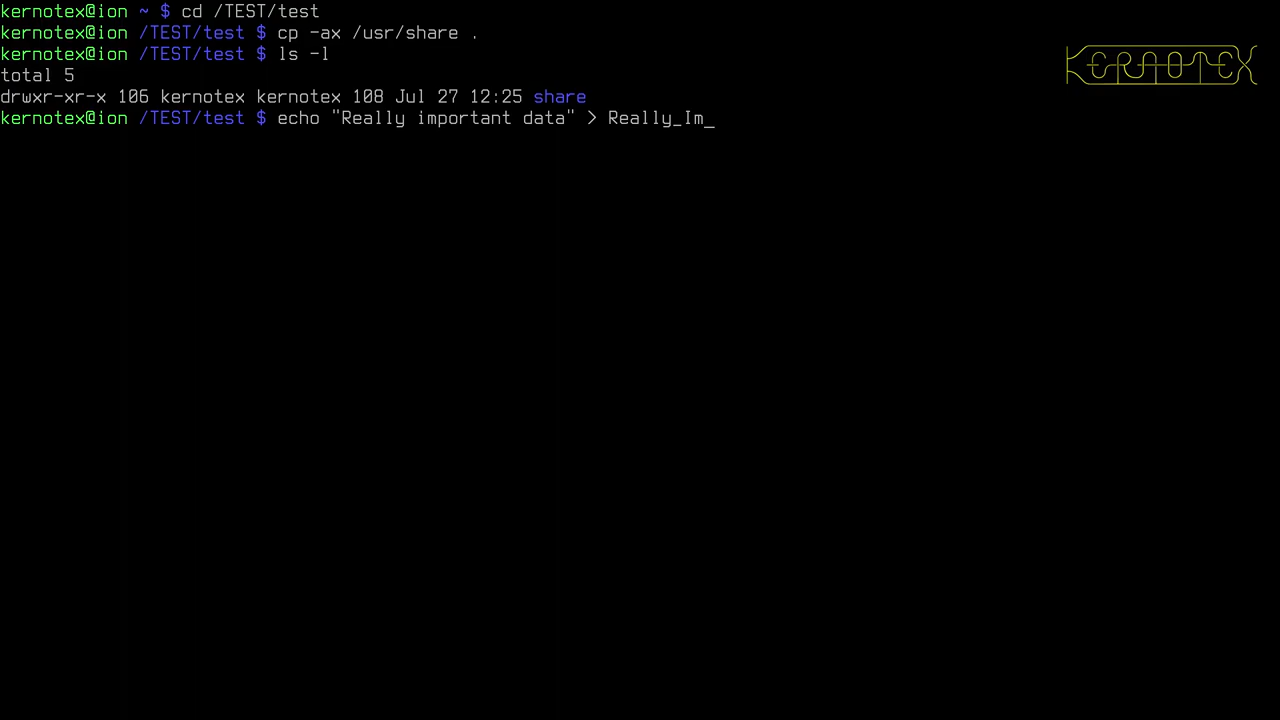 kernotex@ion ~ $ cd /TEST/test
kernotex@ion /TEST/test $ cp -ax /usr/share .
kernotex@ion /TEST/test $ ls -l
total 5
drwxr-xr-x 106 kernotex kernotex 108 Jul 27 12:25 share
kernotex@ion /TEST/test $ echo "Really important data" > Really_Im_
KERNOTEX